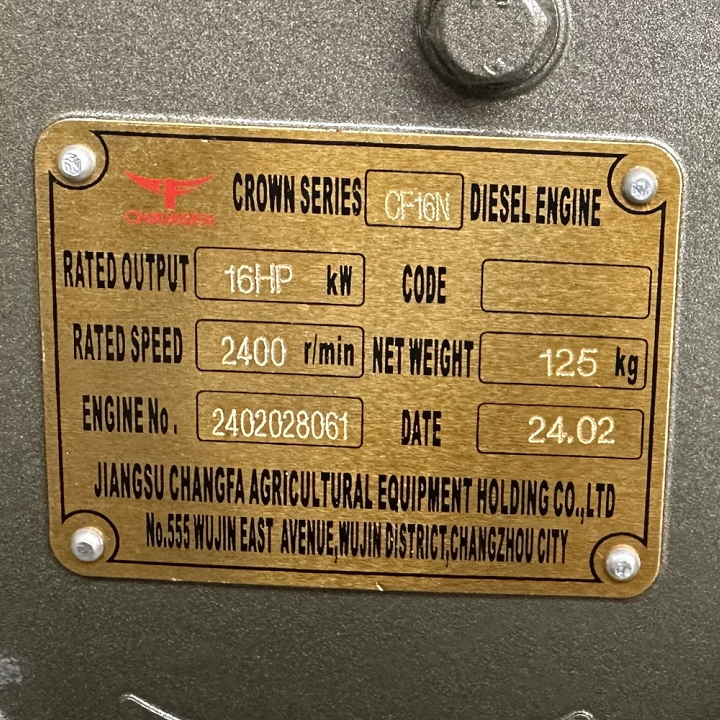 CHANGFA
CROWN SERIES CF16N DIESEL ENGINE
RATED OUTPUT 16HP kW CODE
RATED SPEED 2400 r/min NET WEIGHT 125 kg
ENGINE No. 2402028061 DATE 24.02
JIANGSU CHANGFA AGRICULTURAL EQUIPMENT HOLDING CO.,LTD
No.555 WUJIN EAST AVENUE,WUJIN DISTRICT,CHANGZHOU CITY